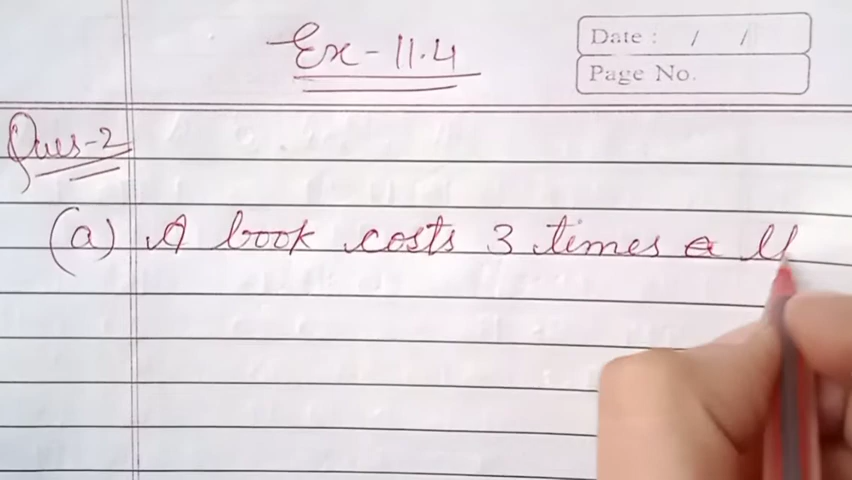 Ex-11.4
Date : / /
Page No.
Ques-2
(a) A book costs 3 times a